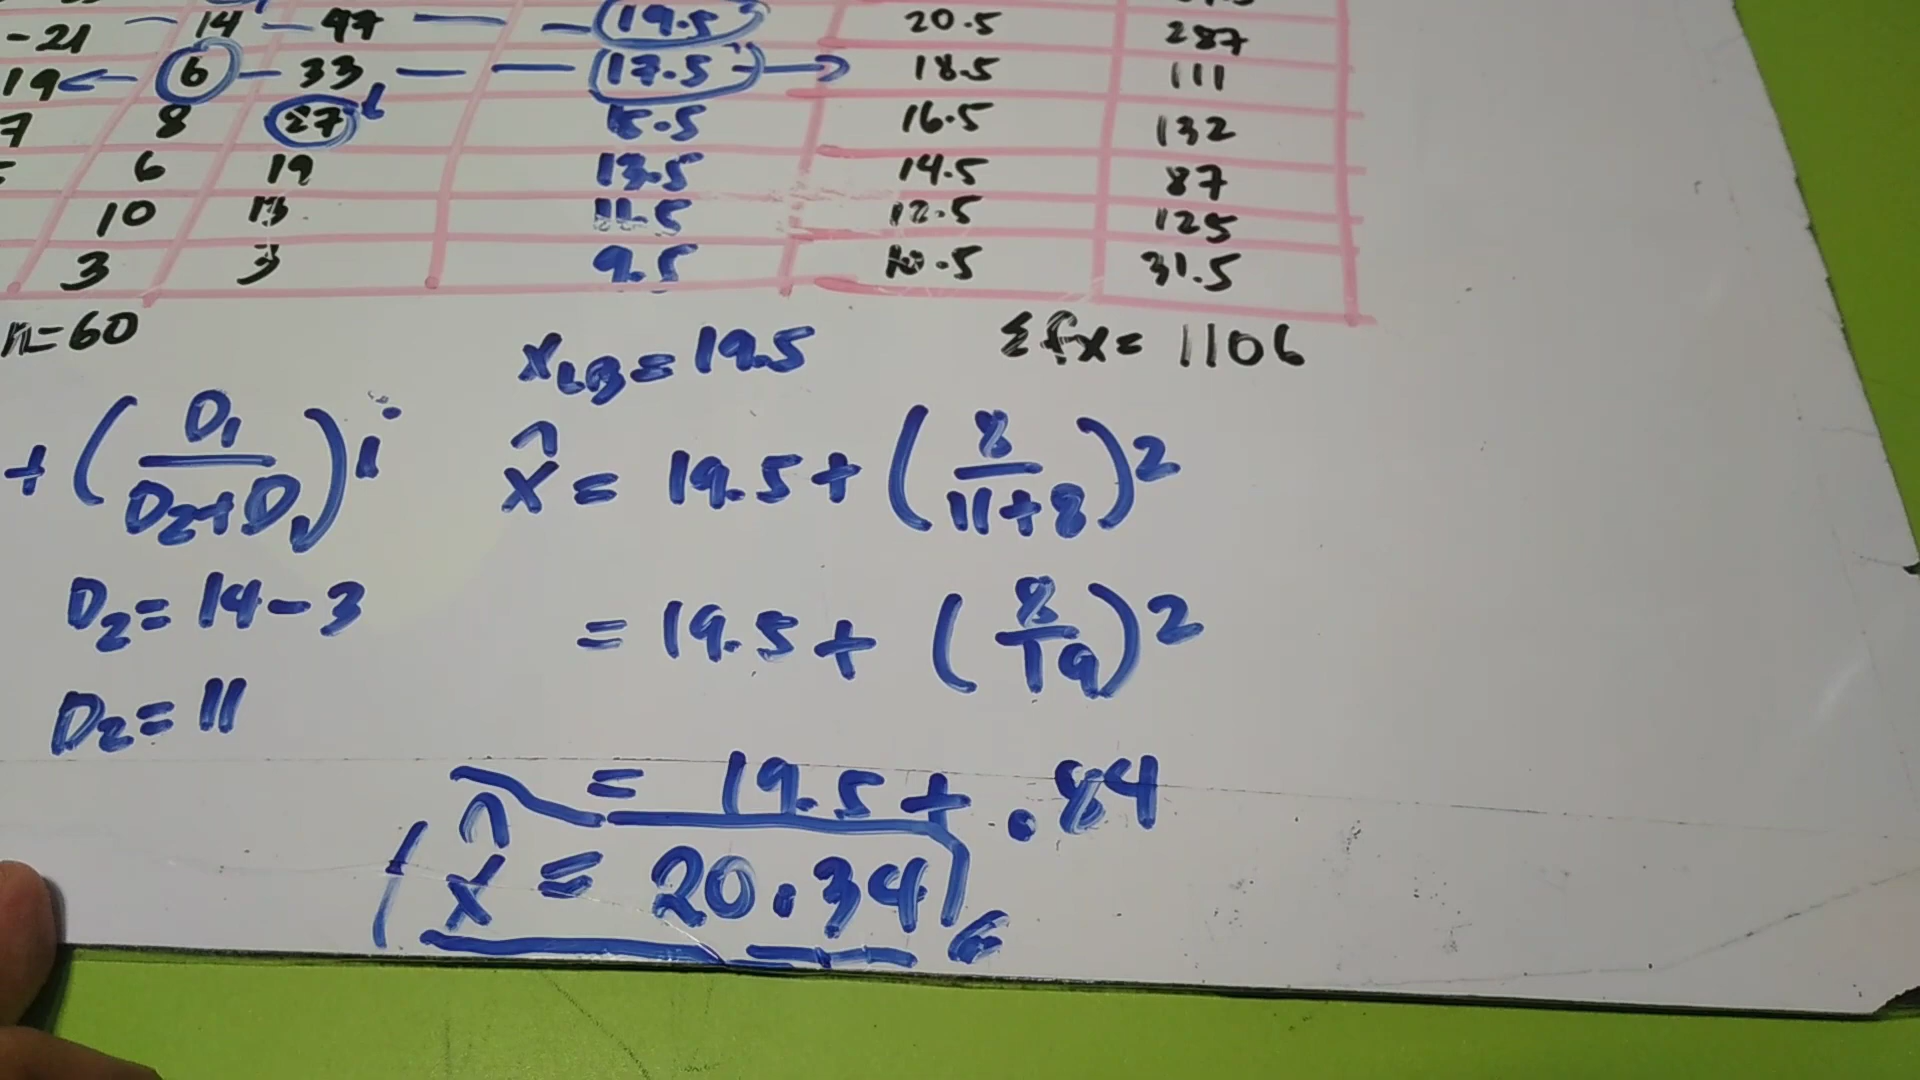 -21 — 14 — 47 — — 19.5 20.5 287
19 ← 6 — 33 — — 17.5 → 18.5 111
7 8 27 15.5 16.5 132
6 19 13.5 14.5 87
10 13 11.5 12.5 125
3 3 9.5 10.5 31.5
n=60 XLB = 19.5 Σfx = 1106
+ (D₁/(D₂+D₁)) i x̂ = 19.5 + (8/(11+8)) 2
D₂ = 14-3 = 19.5 + (8/19) 2
D₂ = 11
= 19.5 + .84
x̂ = 20.34